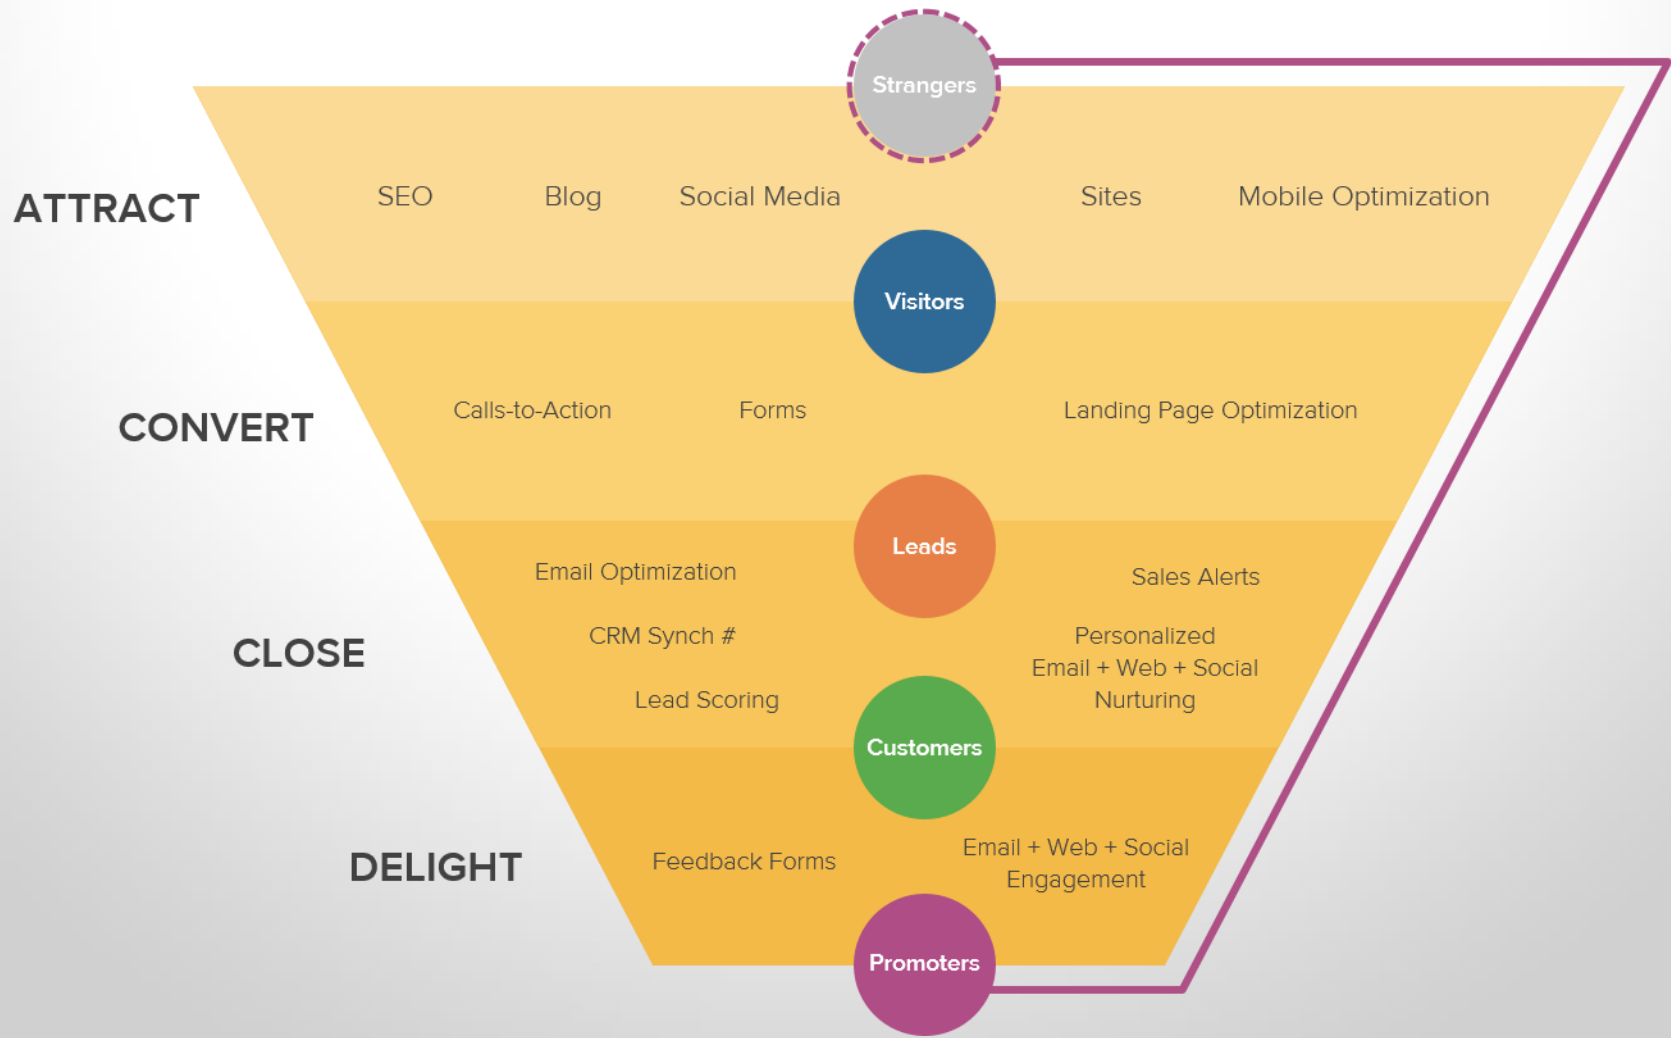 Strangers
ATTRACT
SEO
Blog
Social Media
Sites
Mobile Optimization
Visitors
CONVERT
Calls-to-Action
Forms
Landing Page Optimization
Leads
CLOSE
Email Optimization
CRM Synch #
Lead Scoring
Sales Alerts
Personalized
Email + Web + Social
Nurturing
Customers
DELIGHT
Feedback Forms
Email + Web + Social
Engagement
Promoters